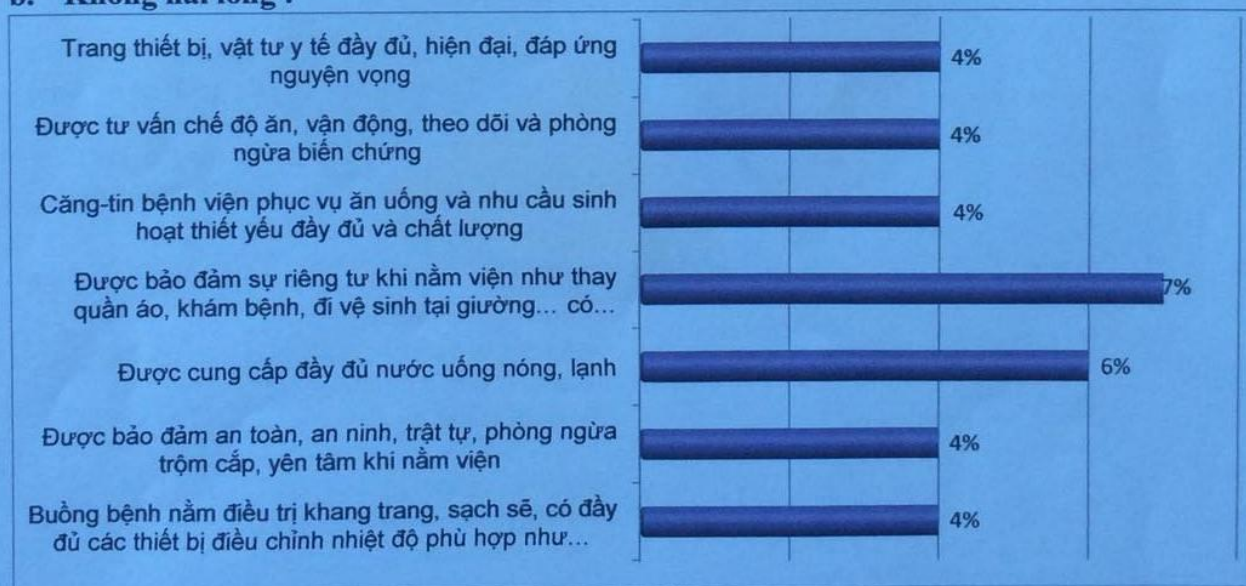 Trang thiết bị, vật tư y tế đầy đủ, hiện đại, đáp ứng
nguyện vọng
4%
Được tư vấn chế độ ăn, vận động, theo dõi và phòng
ngừa biến chứng
4%
Căng-tin bệnh viện phục vụ ăn uống và nhu cầu sinh
hoạt thiết yếu đầy đủ và chất lượng
4%
Được bảo đảm sự riêng tư khi nằm viện như thay
quần áo, khám bệnh, đi vệ sinh tại giường... có...
7%
Được cung cấp đầy đủ nước uống nóng, lạnh
6%
Được bảo đảm an toàn, an ninh, trật tự, phòng ngừa
trộm cắp, yên tâm khi nằm viện
4%
Buồng bệnh nằm điều trị khang trang, sạch sẽ, có đầy
đủ các thiết bị điều chỉnh nhiệt độ phù hợp như...
4%